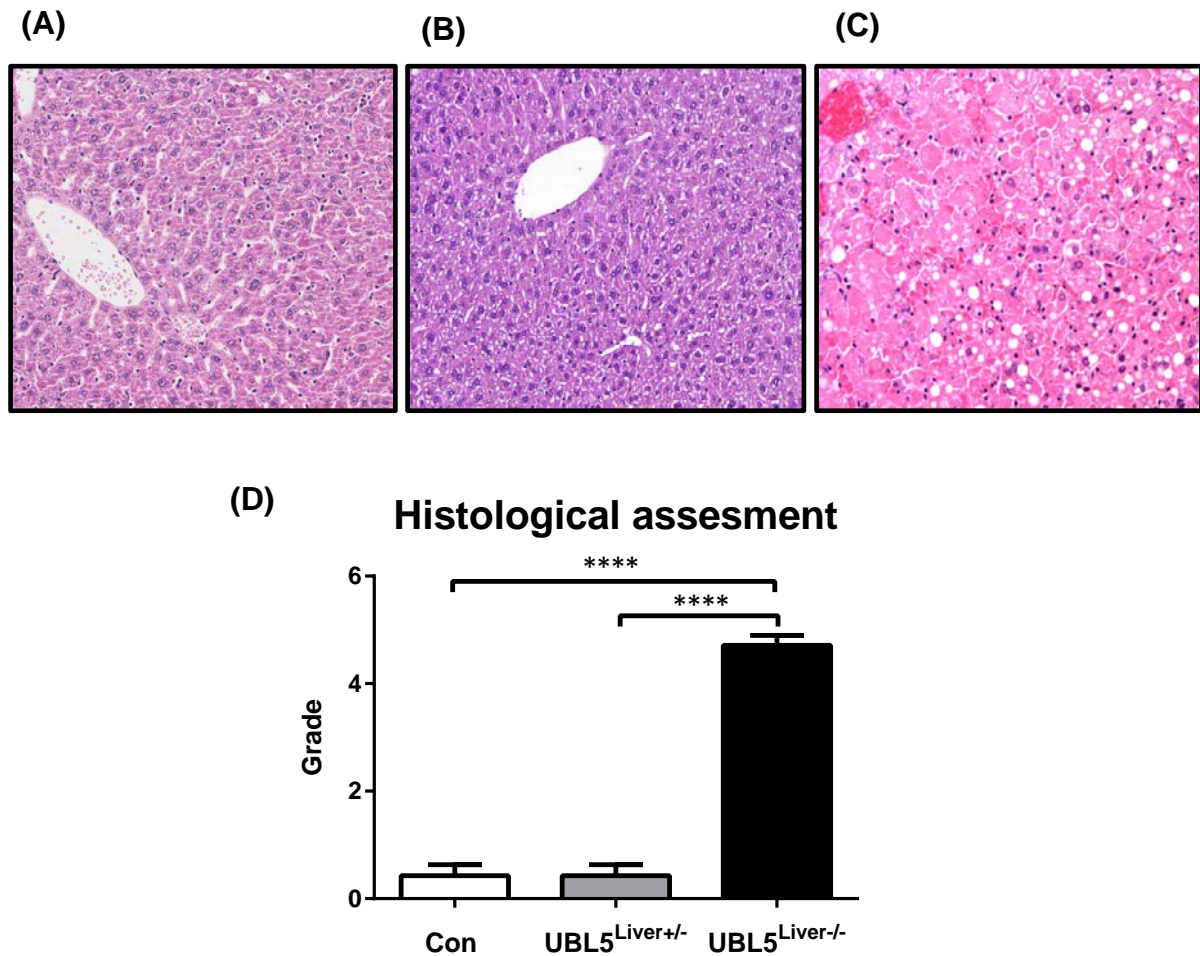 (A)
(B)
(C)
(D)
Histological assesment
****
****
6
4
2
0
Grade
Con
UBL5Liver+/-
UBL5Liver-/-